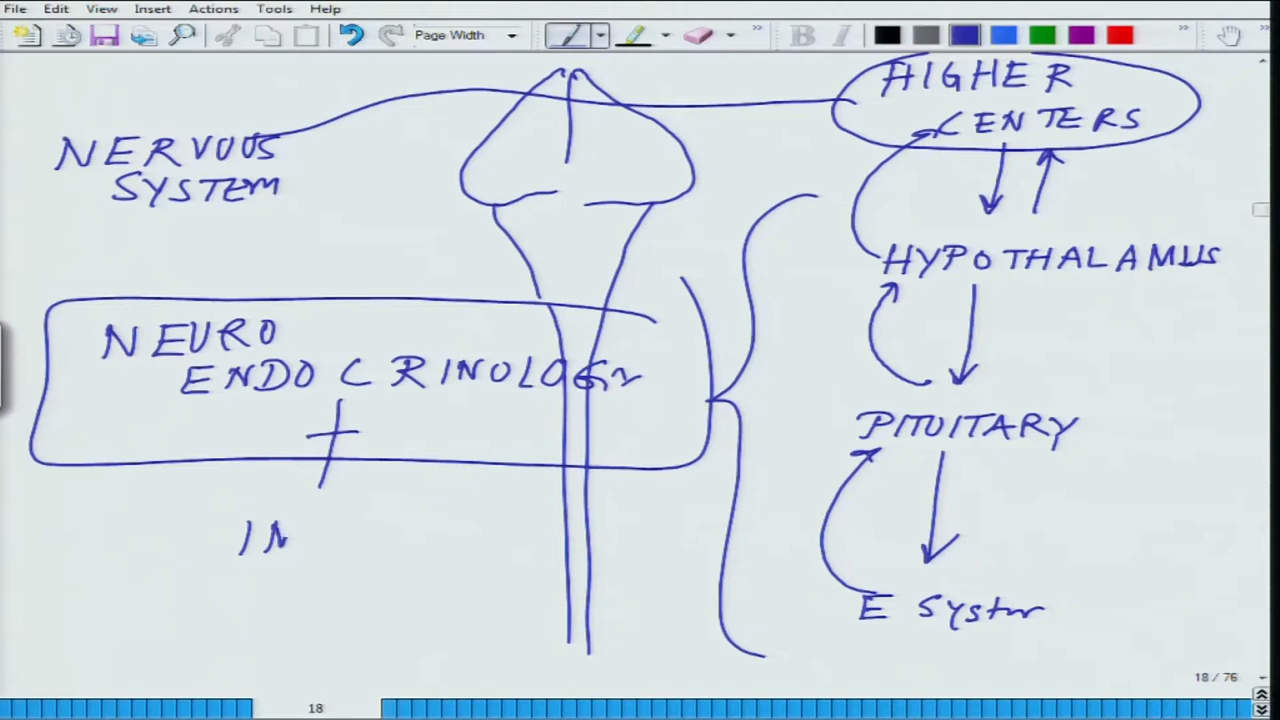 File Edit View Insert Actions Tools Help
Page Width
HIGHER
CENTERS
NERVOUS
SYSTEM
HYPOTHALAMUS
NEURO
ENDOCRINOLOGY
PITUITARY
IN
E System
18 / 76
18